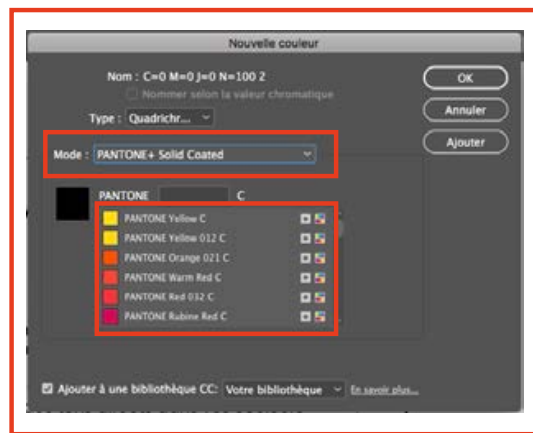 Nouvelle couleur
Nom : C=0 M=0 J=0 N=100 2
Nommer selon la valeur chromatique
Type : Quadrichr...
Mode : PANTONE+ Solid Coated
OK
Annuler
Ajouter
PANTONE C
PANTONE Yellow C
PANTONE Yellow 012 C
PANTONE Orange 021 C
PANTONE Warm Red C
PANTONE Red 032 C
PANTONE Rubine Red C
Ajouter à une bibliothèque CC: Votre bibliothèque En savoir plus...